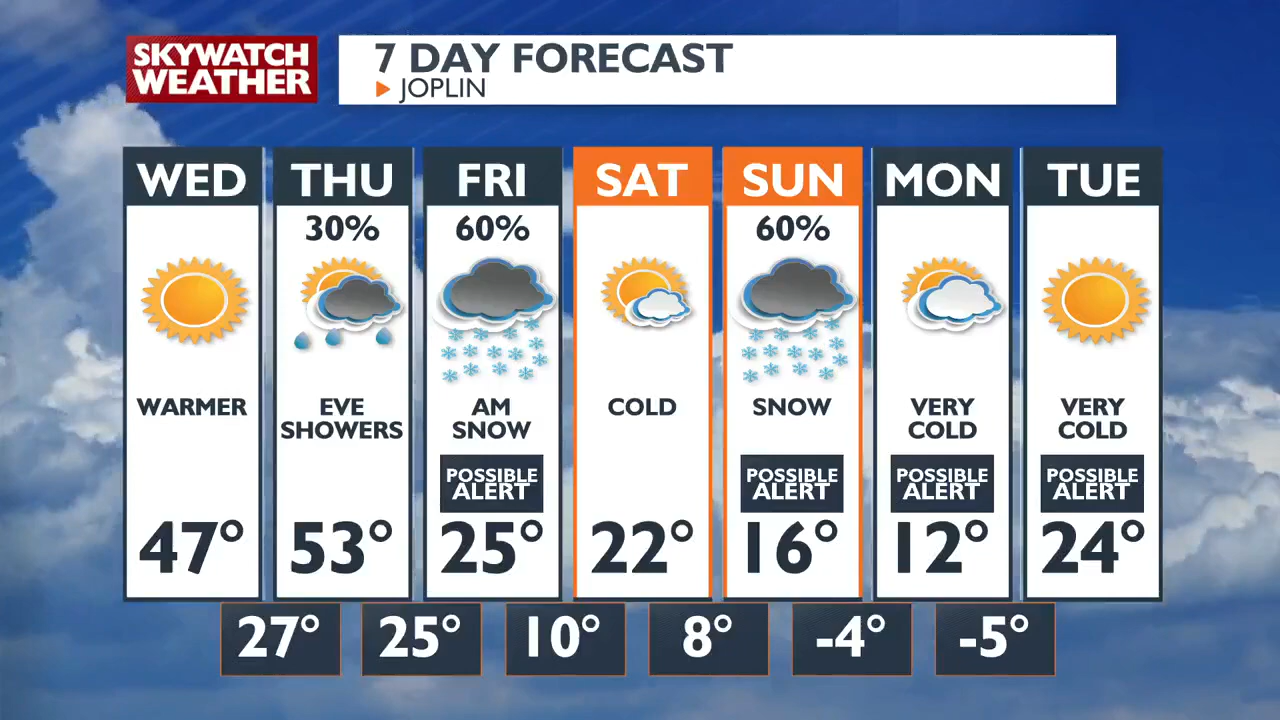 SKYWATCH
WEATHER
7 DAY FORECAST
JOPLIN
WED
WARMER
47°
THU
30%
EVE
SHOWERS
53°
FRI
60%
AM
SNOW
POSSIBLE
ALERT
25°
SAT
COLD
22°
SUN
60%
SNOW
POSSIBLE
ALERT
16°
MON
VERY
COLD
POSSIBLE
ALERT
12°
TUE
VERY
COLD
POSSIBLE
ALERT
24°
27°
25°
10°
8°
-4°
-5°